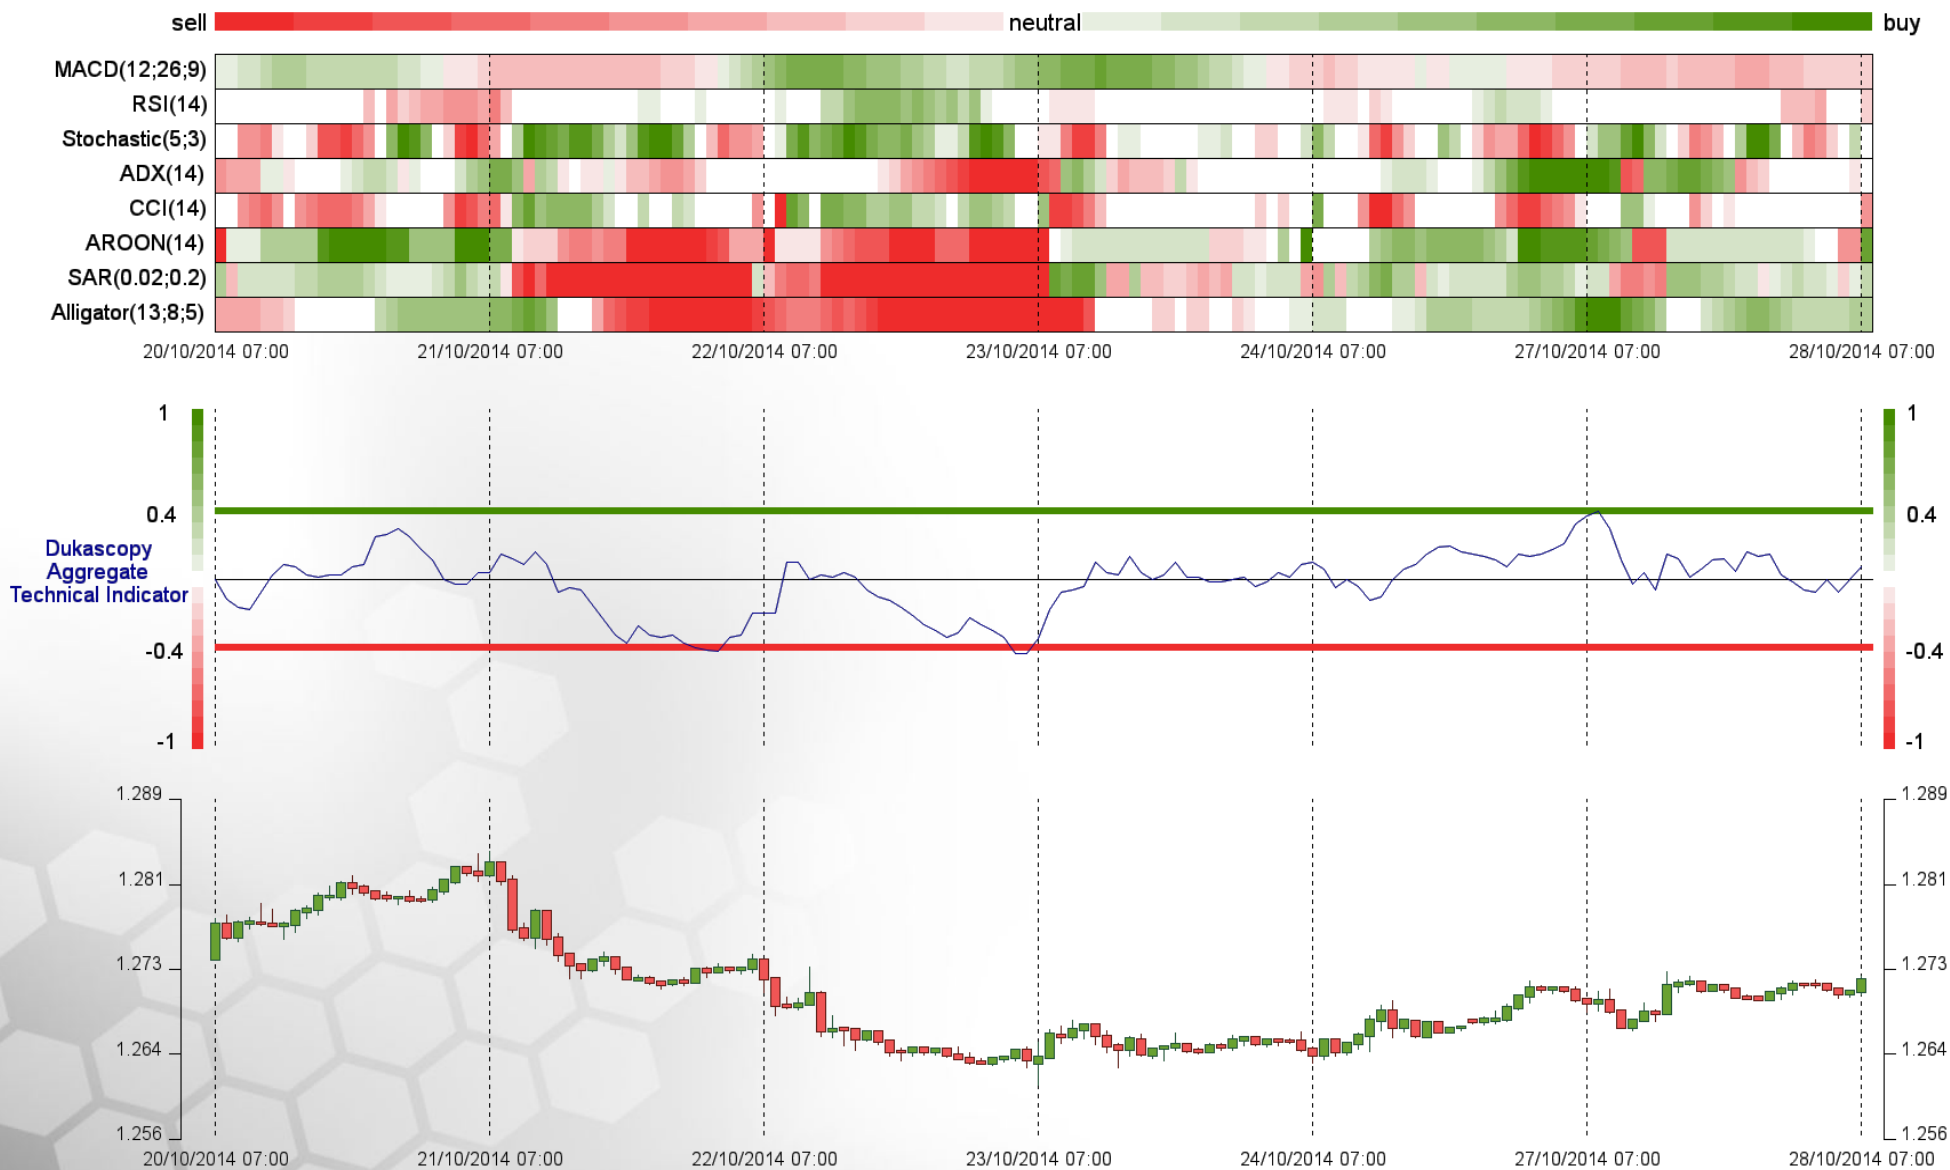 sell neutral buy
MACD(12;26;9)
RSI(14)
Stochastic(5;3)
ADX(14)
CCI(14)
AROON(14)
SAR(0.02;0.2)
Alligator(13;8;5)
20/10/2014 07:00 21/10/2014 07:00 22/10/2014 07:00 23/10/2014 07:00 24/10/2014 07:00 27/10/2014 07:00 28/10/2014 07:00
1 1
0.4 0.4
Dukascopy
Aggregate
Technical Indicator
-0.4 -0.4
-1 -1
1.289 1.289
1.281 1.281
1.273 1.273
1.264 1.264
1.256 1.256
20/10/2014 07:00 21/10/2014 07:00 22/10/2014 07:00 23/10/2014 07:00 24/10/2014 07:00 27/10/2014 07:00 28/10/2014 07:00